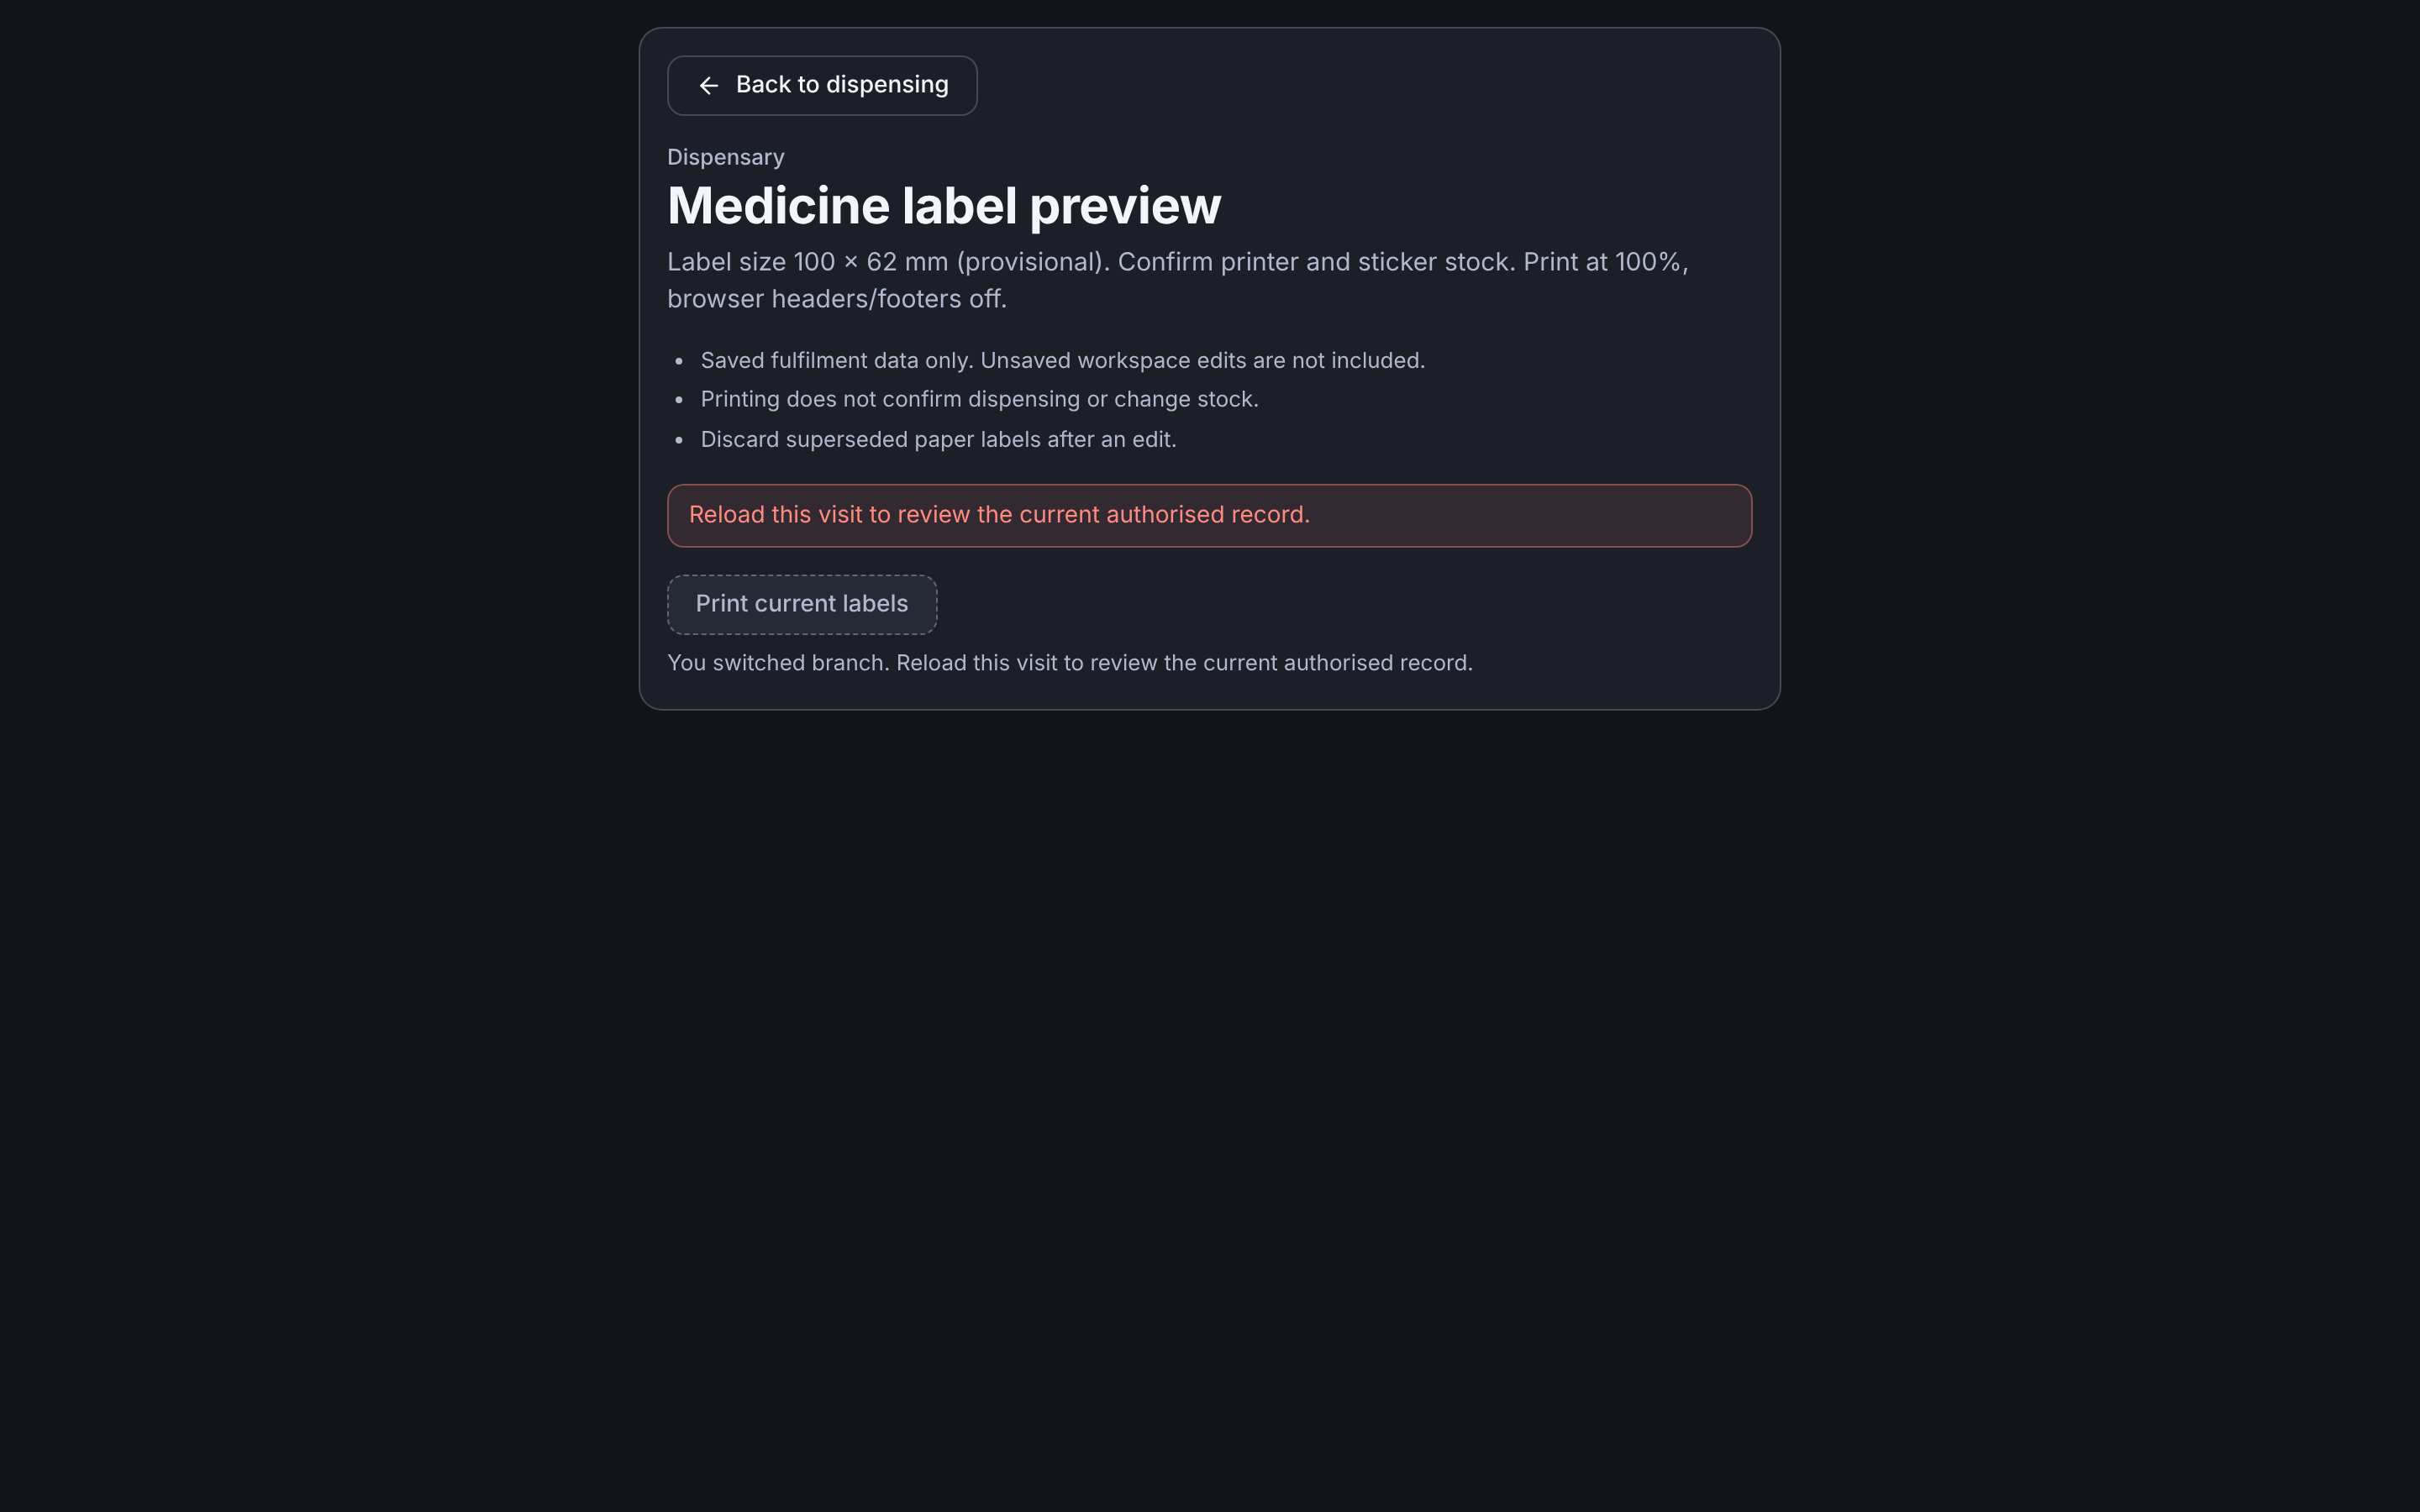 Back to dispensing
Dispensary
Medicine label preview
Label size 100 × 62 mm (provisional). Confirm printer and sticker stock. Print at 100%,
browser headers/footers off.
• Saved fulfilment data only. Unsaved workspace edits are not included.
• Printing does not confirm dispensing or change stock.
• Discard superseded paper labels after an edit.
Reload this visit to review the current authorised record.
Print current labels
You switched branch. Reload this visit to review the current authorised record.